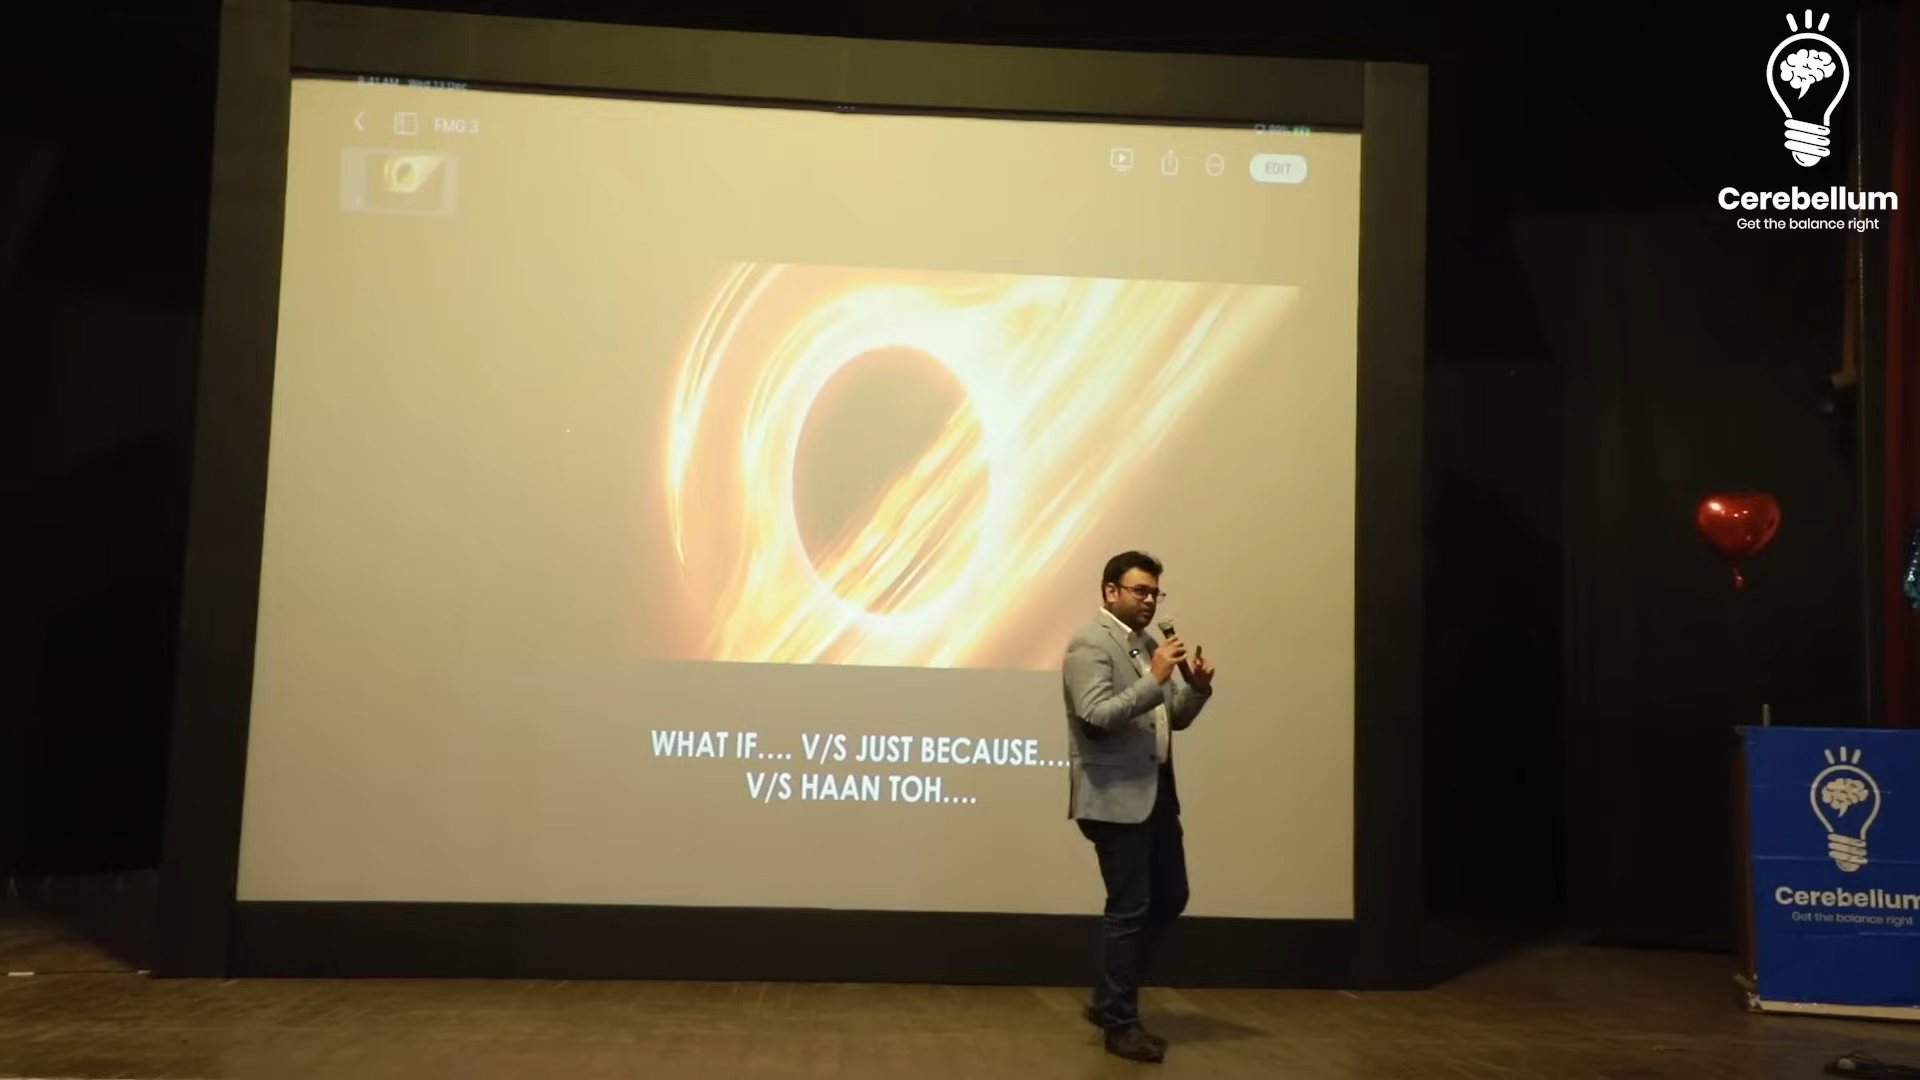 FMG 3
EDIT
WHAT IF.... V/S JUST BECAUSE....
V/S HAAN TOH....
Cerebellum
Get the balance right
Cerebellum
Get the balance right